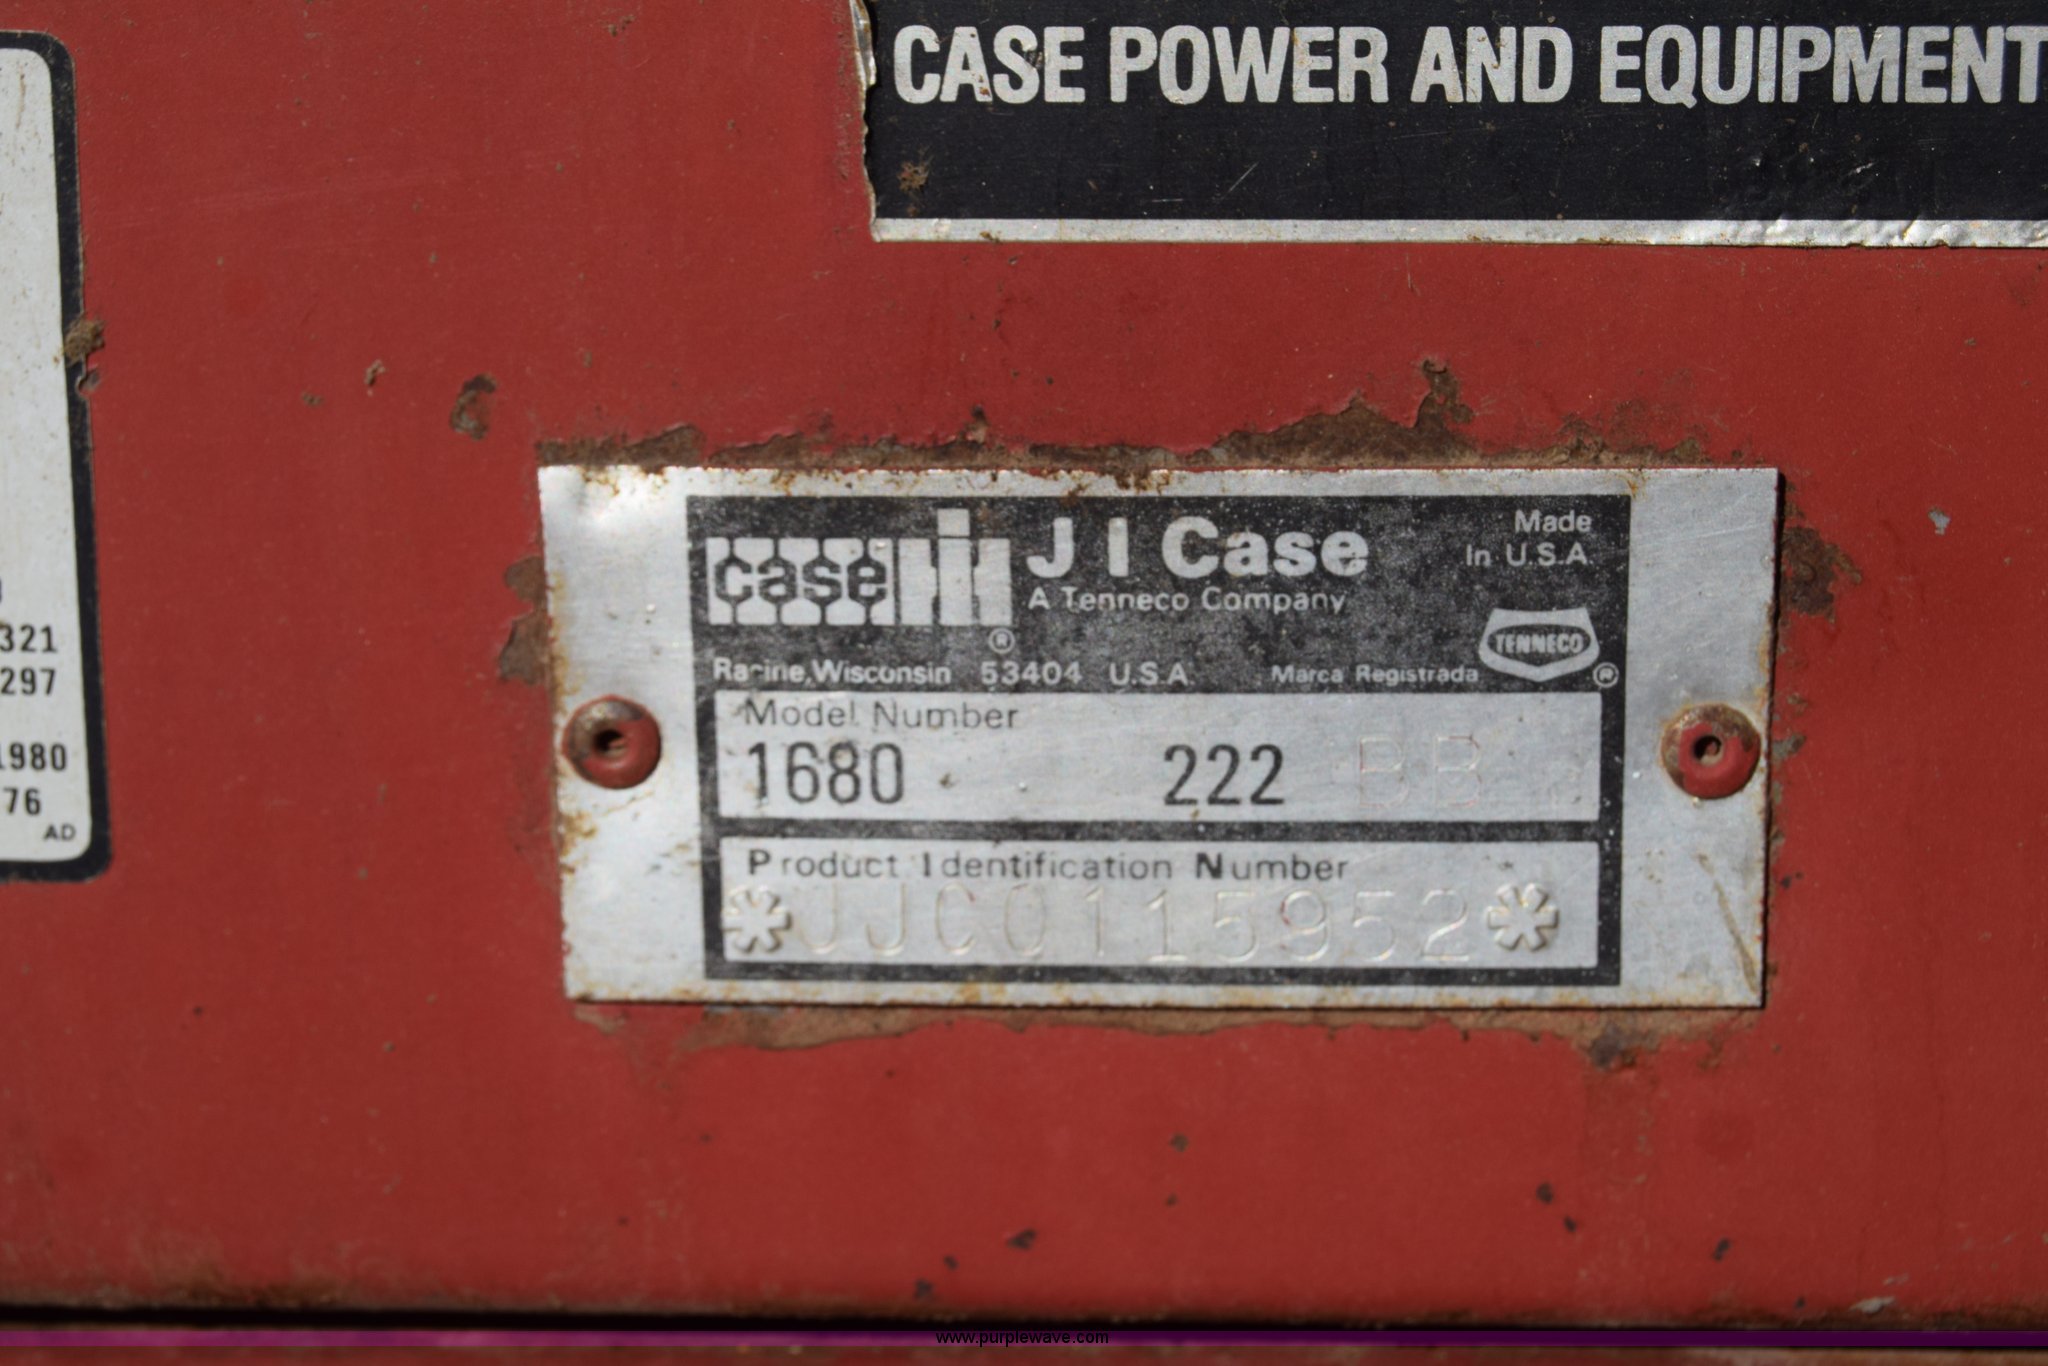 CASE POWER AND EQUIPMENT
321
297
1980
76
AD
case IH ®
J I Case
A Tenneco Company
Made
In U.S.A.
TENNECO ®
Racine, Wisconsin 53404 U.S.A. Marca Registrada
Model Number
1680 222 BB
Product Identification Number
*JJC0115952*
www.purplewave.com